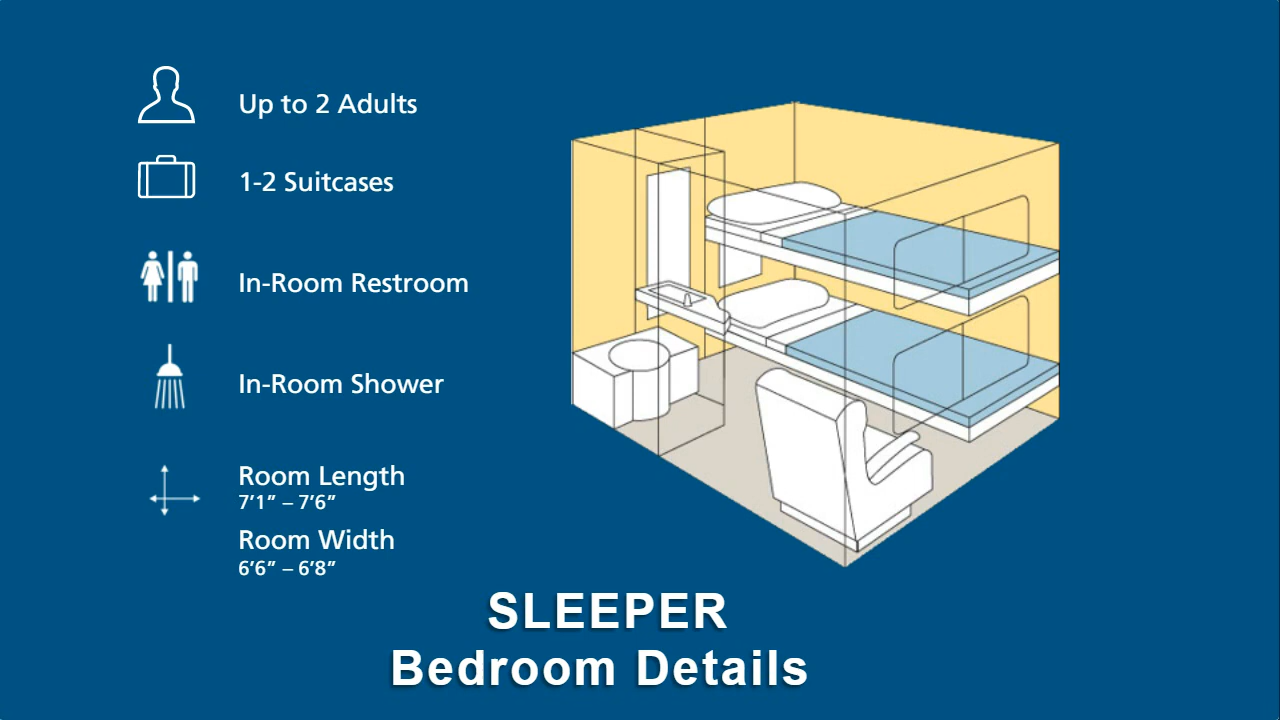 Up to 2 Adults
1-2 Suitcases
In-Room Restroom
In-Room Shower
Room Length
7’1” – 7’6”
Room Width
6’6” – 6’8”
SLEEPER
Bedroom Details